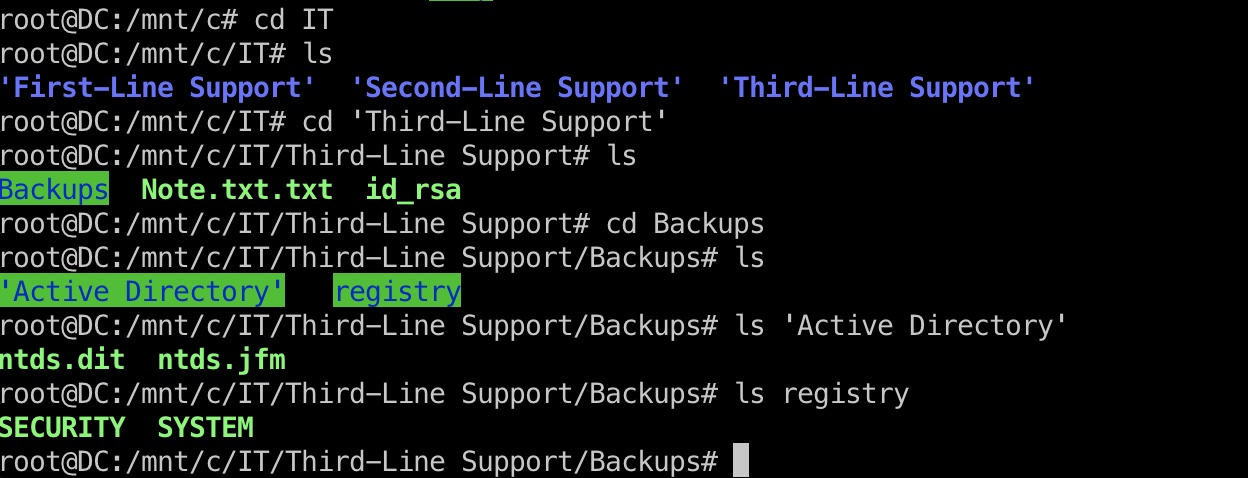 root@DC:/mnt/c# cd IT
root@DC:/mnt/c/IT# ls
'First-Line Support'  'Second-Line Support'  'Third-Line Support'
root@DC:/mnt/c/IT# cd 'Third-Line Support'
root@DC:/mnt/c/IT/Third-Line Support# ls
Backups  Note.txt.txt  id_rsa
root@DC:/mnt/c/IT/Third-Line Support# cd Backups
root@DC:/mnt/c/IT/Third-Line Support/Backups# ls
'Active Directory'   registry
root@DC:/mnt/c/IT/Third-Line Support/Backups# ls 'Active Directory'
ntds.dit  ntds.jfm
root@DC:/mnt/c/IT/Third-Line Support/Backups# ls registry
SECURITY  SYSTEM
root@DC:/mnt/c/IT/Third-Line Support/Backups#